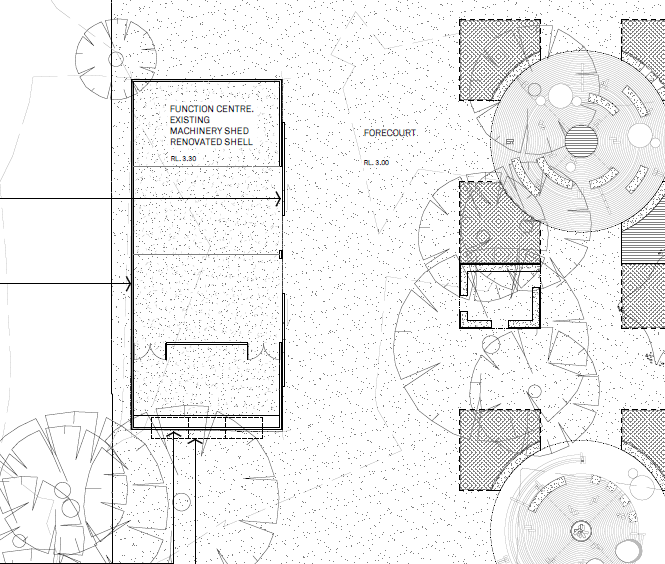 FUNCTION CENTRE.
EXISTING
MACHINERY SHED
RENOVATED SHELL
RL. 3.30
FORECOURT
RL. 3.00